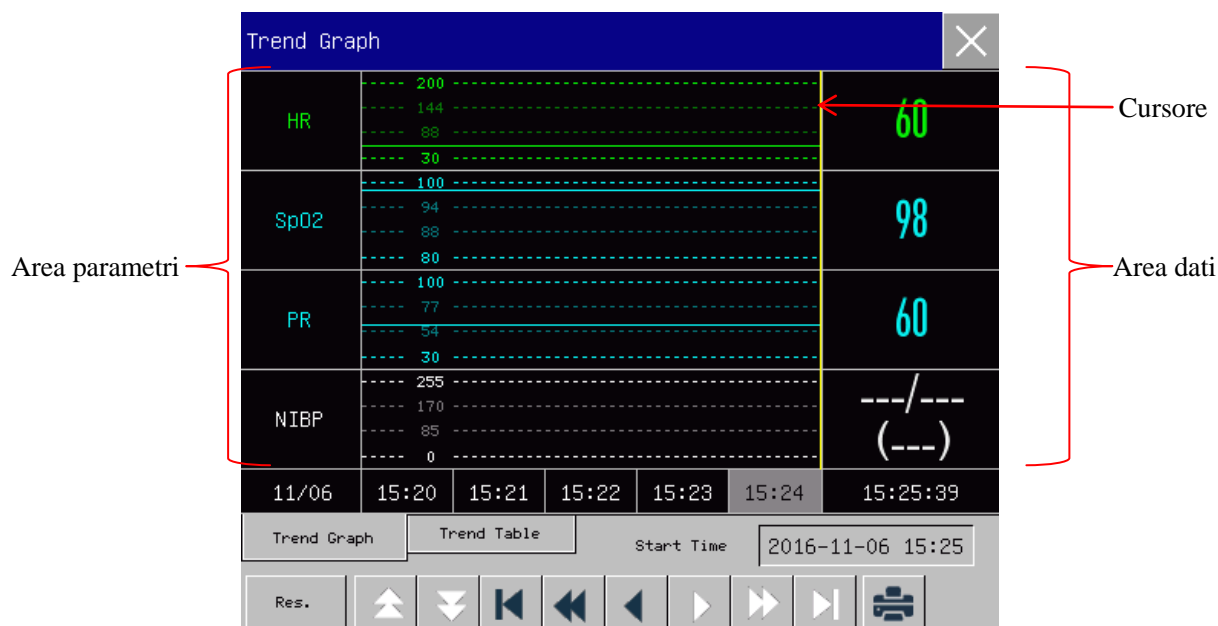 Trend Graph
200
144
HR
88
30
60
Cursore
100
94
SpO2
88
80
98
Area parametri
Area dati
100
77
PR
54
30
60
255
170
NIBP
85
0
---/---
(---)
11/06 15:20 15:21 15:22 15:23 15:24 15:25:39
Trend Graph Trend Table Start Time 2016-11-06 15:25
Res.